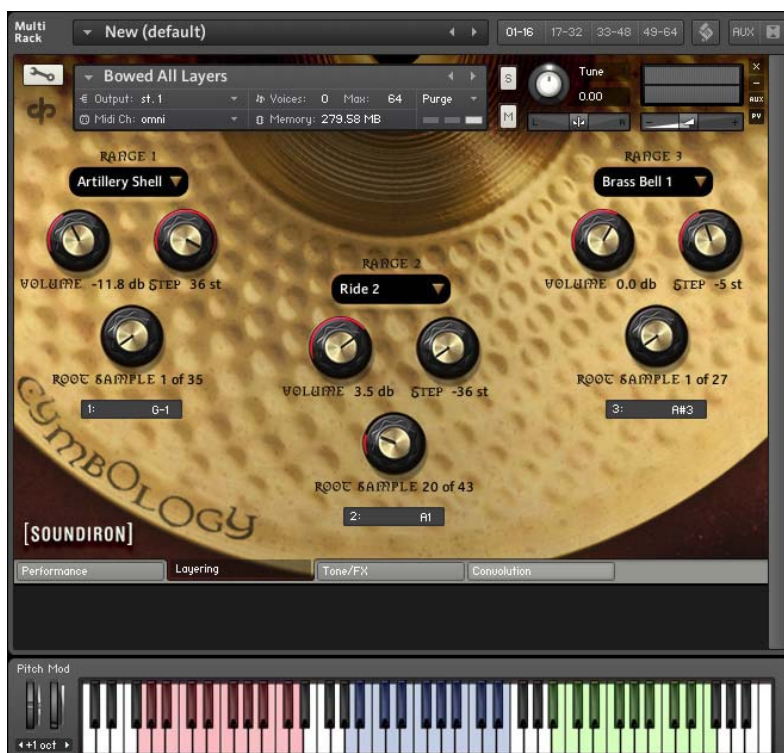 Multi Rack
New (default)
01-16 17-32 33-48 49-64
AUX
Bowed All Layers
Output: st. 1
Voices: 0 Max: 64 Purge
Midi Ch: omni
Memory: 279.58 MB
S
M
Tune
0.00
L R
- +
×
–
AUX
PV
RANGE 1
Artillery Shell
VOLUME -11.8 db STEP 36 st
ROOT SAMPLE 1 of 35
1: G-1
RANGE 2
Ride 2
VOLUME 3.5 db STEP -36 st
ROOT SAMPLE 20 of 43
2: A1
RANGE 3
Brass Bell 1
VOLUME 0.0 db STEP -5 st
ROOT SAMPLE 1 of 27
3: A#3
CYMBOLOGY
[SOUNDIRON]
Performance Layering Tone/FX Convolution
Pitch Mod
+1 oct